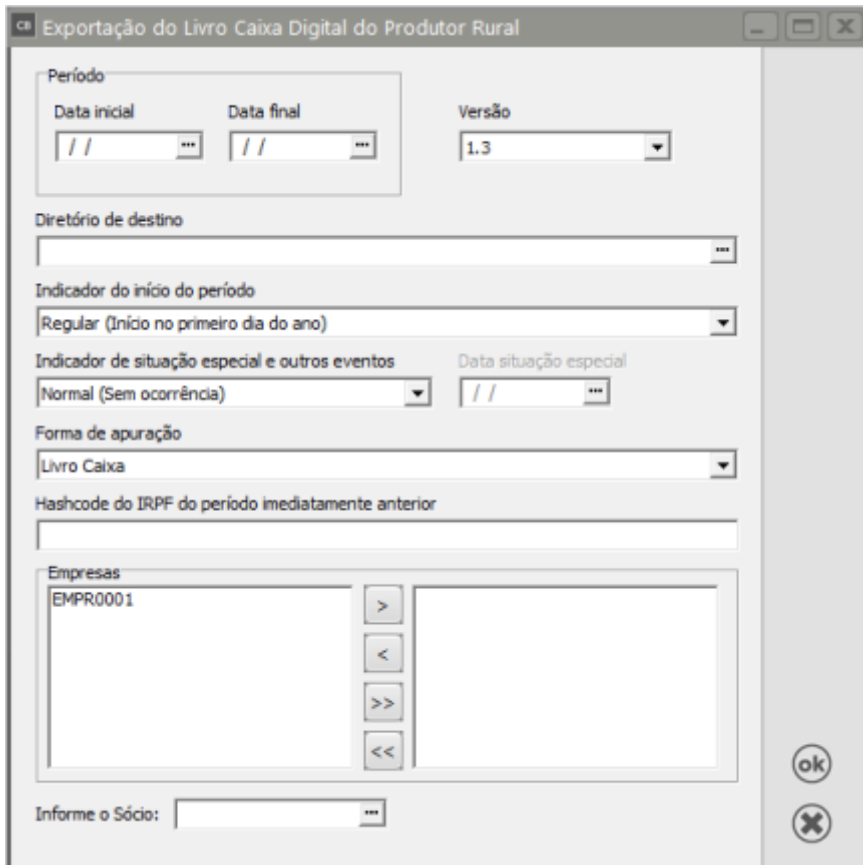 CB Exportação do Livro Caixa Digital do Produtor Rural
Período
Data inicial Data final Versão
/ / ... / / ... 1.3
Diretório de destino
...
Indicador do início do período
Regular (Início no primeiro dia do ano)
Indicador de situação especial e outros eventos Data situação especial
Normal (Sem ocorrência) / / ...
Forma de apuração
Livro Caixa
Hashcode do IRPF do período imediatamente anterior
Empresas
EMPR0001
>
<
>>
<<
ok
Informe o Sócio: ...